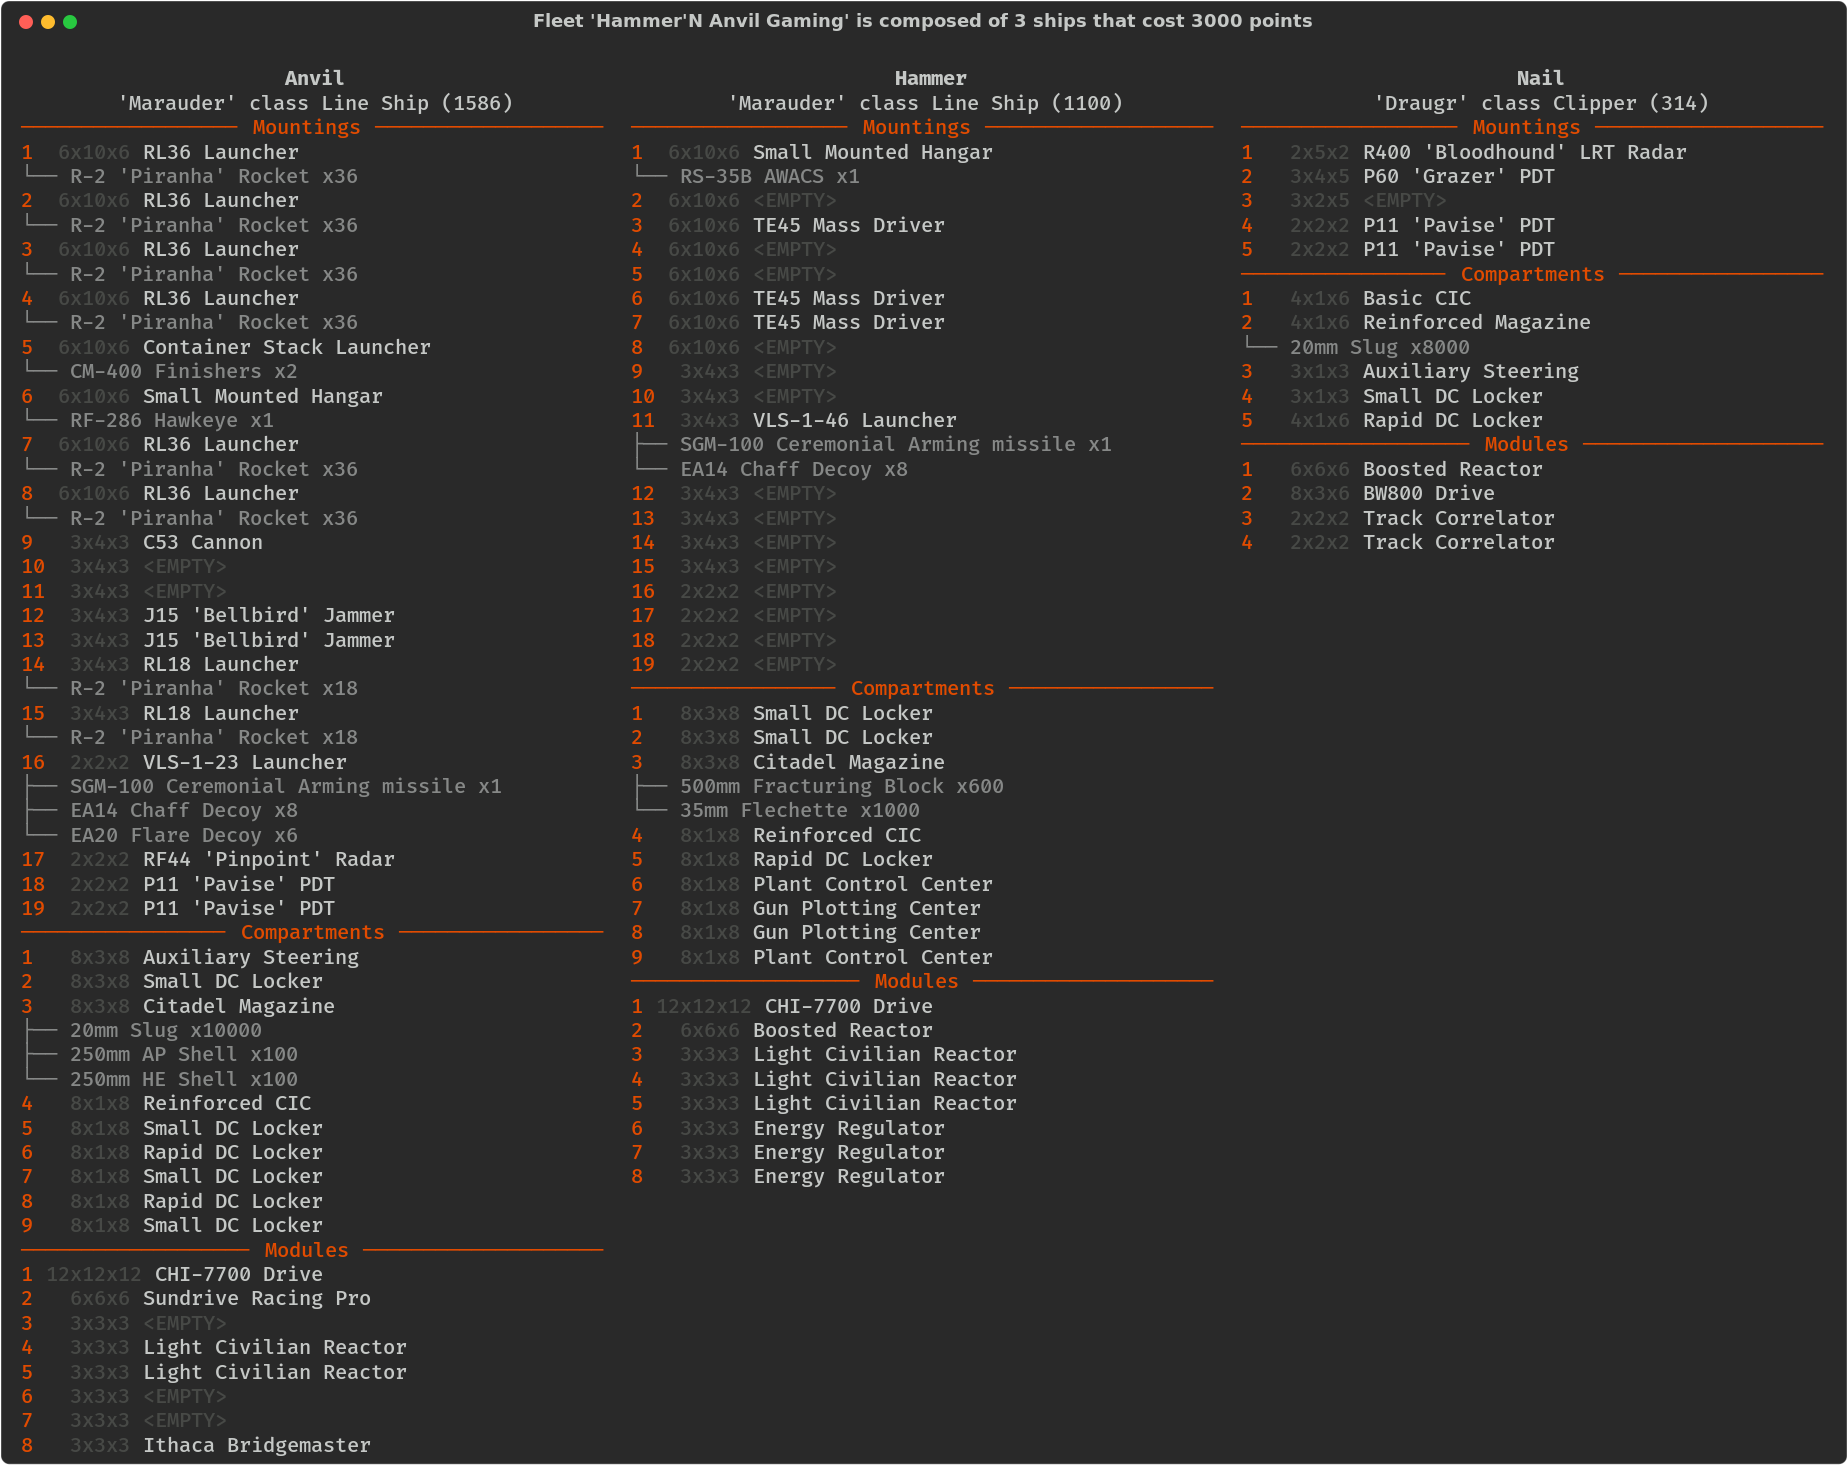 Fleet 'Hammer'N Anvil Gaming' is composed of 3 ships that cost 3000 points
Anvil
'Marauder' class Line Ship (1586)
Mountings
1 6x10x6 RL36 Launcher
└── R-2 'Piranha' Rocket x36
2 6x10x6 RL36 Launcher
└── R-2 'Piranha' Rocket x36
3 6x10x6 RL36 Launcher
└── R-2 'Piranha' Rocket x36
4 6x10x6 RL36 Launcher
└── R-2 'Piranha' Rocket x36
5 6x10x6 Container Stack Launcher
└── CM-400 Finishers x2
6 6x10x6 Small Mounted Hangar
└── RF-286 Hawkeye x1
7 6x10x6 RL36 Launcher
└── R-2 'Piranha' Rocket x36
8 6x10x6 RL36 Launcher
└── R-2 'Piranha' Rocket x36
9 3x4x3 C53 Cannon
10 3x4x3 <EMPTY>
11 3x4x3 <EMPTY>
12 3x4x3 J15 'Bellbird' Jammer
13 3x4x3 J15 'Bellbird' Jammer
14 3x4x3 RL18 Launcher
└── R-2 'Piranha' Rocket x18
15 3x4x3 RL18 Launcher
└── R-2 'Piranha' Rocket x18
16 2x2x2 VLS-1-23 Launcher
├── SGM-100 Ceremonial Arming missile x1
├── EA14 Chaff Decoy x8
└── EA20 Flare Decoy x6
17 2x2x2 RF44 'Pinpoint' Radar
18 2x2x2 P11 'Pavise' PDT
19 2x2x2 P11 'Pavise' PDT
Compartments
1 8x3x8 Auxiliary Steering
2 8x3x8 Small DC Locker
3 8x3x8 Citadel Magazine
├── 20mm Slug x10000
├── 250mm AP Shell x100
└── 250mm HE Shell x100
4 8x1x8 Reinforced CIC
5 8x1x8 Small DC Locker
6 8x1x8 Rapid DC Locker
7 8x1x8 Small DC Locker
8 8x1x8 Rapid DC Locker
9 8x1x8 Small DC Locker
Modules
1 12x12x12 CHI-7700 Drive
2 6x6x6 Sundrive Racing Pro
3 3x3x3 <EMPTY>
4 3x3x3 Light Civilian Reactor
5 3x3x3 Light Civilian Reactor
6 3x3x3 <EMPTY>
7 3x3x3 <EMPTY>
8 3x3x3 Ithaca Bridgemaster
Hammer
'Marauder' class Line Ship (1100)
Mountings
1 6x10x6 Small Mounted Hangar
└── RS-35B AWACS x1
2 6x10x6 <EMPTY>
3 6x10x6 TE45 Mass Driver
4 6x10x6 <EMPTY>
5 6x10x6 <EMPTY>
6 6x10x6 TE45 Mass Driver
7 6x10x6 TE45 Mass Driver
8 6x10x6 <EMPTY>
9 3x4x3 <EMPTY>
10 3x4x3 <EMPTY>
11 3x4x3 VLS-1-46 Launcher
├── SGM-100 Ceremonial Arming missile x1
└── EA14 Chaff Decoy x8
12 3x4x3 <EMPTY>
13 3x4x3 <EMPTY>
14 3x4x3 <EMPTY>
15 3x4x3 <EMPTY>
16 2x2x2 <EMPTY>
17 2x2x2 <EMPTY>
18 2x2x2 <EMPTY>
19 2x2x2 <EMPTY>
Compartments
1 8x3x8 Small DC Locker
2 8x3x8 Small DC Locker
3 8x3x8 Citadel Magazine
├── 500mm Fracturing Block x600
└── 35mm Flechette x1000
4 8x1x8 Reinforced CIC
5 8x1x8 Rapid DC Locker
6 8x1x8 Plant Control Center
7 8x1x8 Gun Plotting Center
8 8x1x8 Gun Plotting Center
9 8x1x8 Plant Control Center
Modules
1 12x12x12 CHI-7700 Drive
2 6x6x6 Boosted Reactor
3 3x3x3 Light Civilian Reactor
4 3x3x3 Light Civilian Reactor
5 3x3x3 Light Civilian Reactor
6 3x3x3 Energy Regulator
7 3x3x3 Energy Regulator
8 3x3x3 Energy Regulator
Nail
'Draugr' class Clipper (314)
Mountings
1 2x5x2 R400 'Bloodhound' LRT Radar
2 3x4x5 P60 'Grazer' PDT
3 3x2x5 <EMPTY>
4 2x2x2 P11 'Pavise' PDT
5 2x2x2 P11 'Pavise' PDT
Compartments
1 4x1x6 Basic CIC
2 4x1x6 Reinforced Magazine
└── 20mm Slug x8000
3 3x1x3 Auxiliary Steering
4 3x1x3 Small DC Locker
5 4x1x6 Rapid DC Locker
Modules
1 6x6x6 Boosted Reactor
2 8x3x6 BW800 Drive
3 2x2x2 Track Correlator
4 2x2x2 Track Correlator